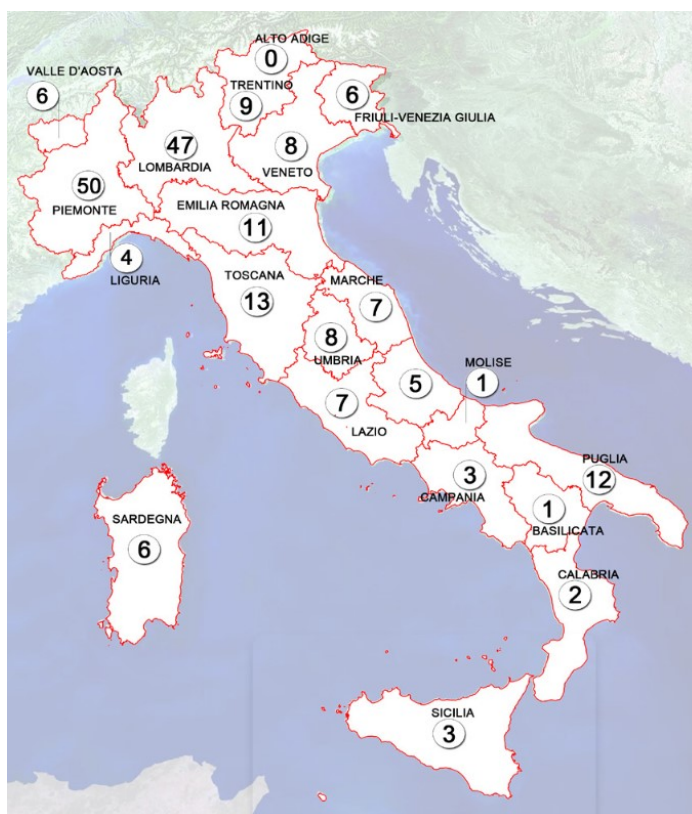 ALTO ADIGE
0
VALLE D'AOSTA
6
TRENTINO
9
6
FRIULI-VENEZIA GIULIA
47
LOMBARDIA
8
VENETO
50
PIEMONTE
EMILIA ROMAGNA
11
4
LIGURIA
TOSCANA
13
MARCHE
7
8
UMBRIA
5
MOLISE
1
7
LAZIO
PUGLIA
12
3
CAMPANIA
1
BASILICATA
SARDEGNA
6
CALABRIA
2
SICILIA
3